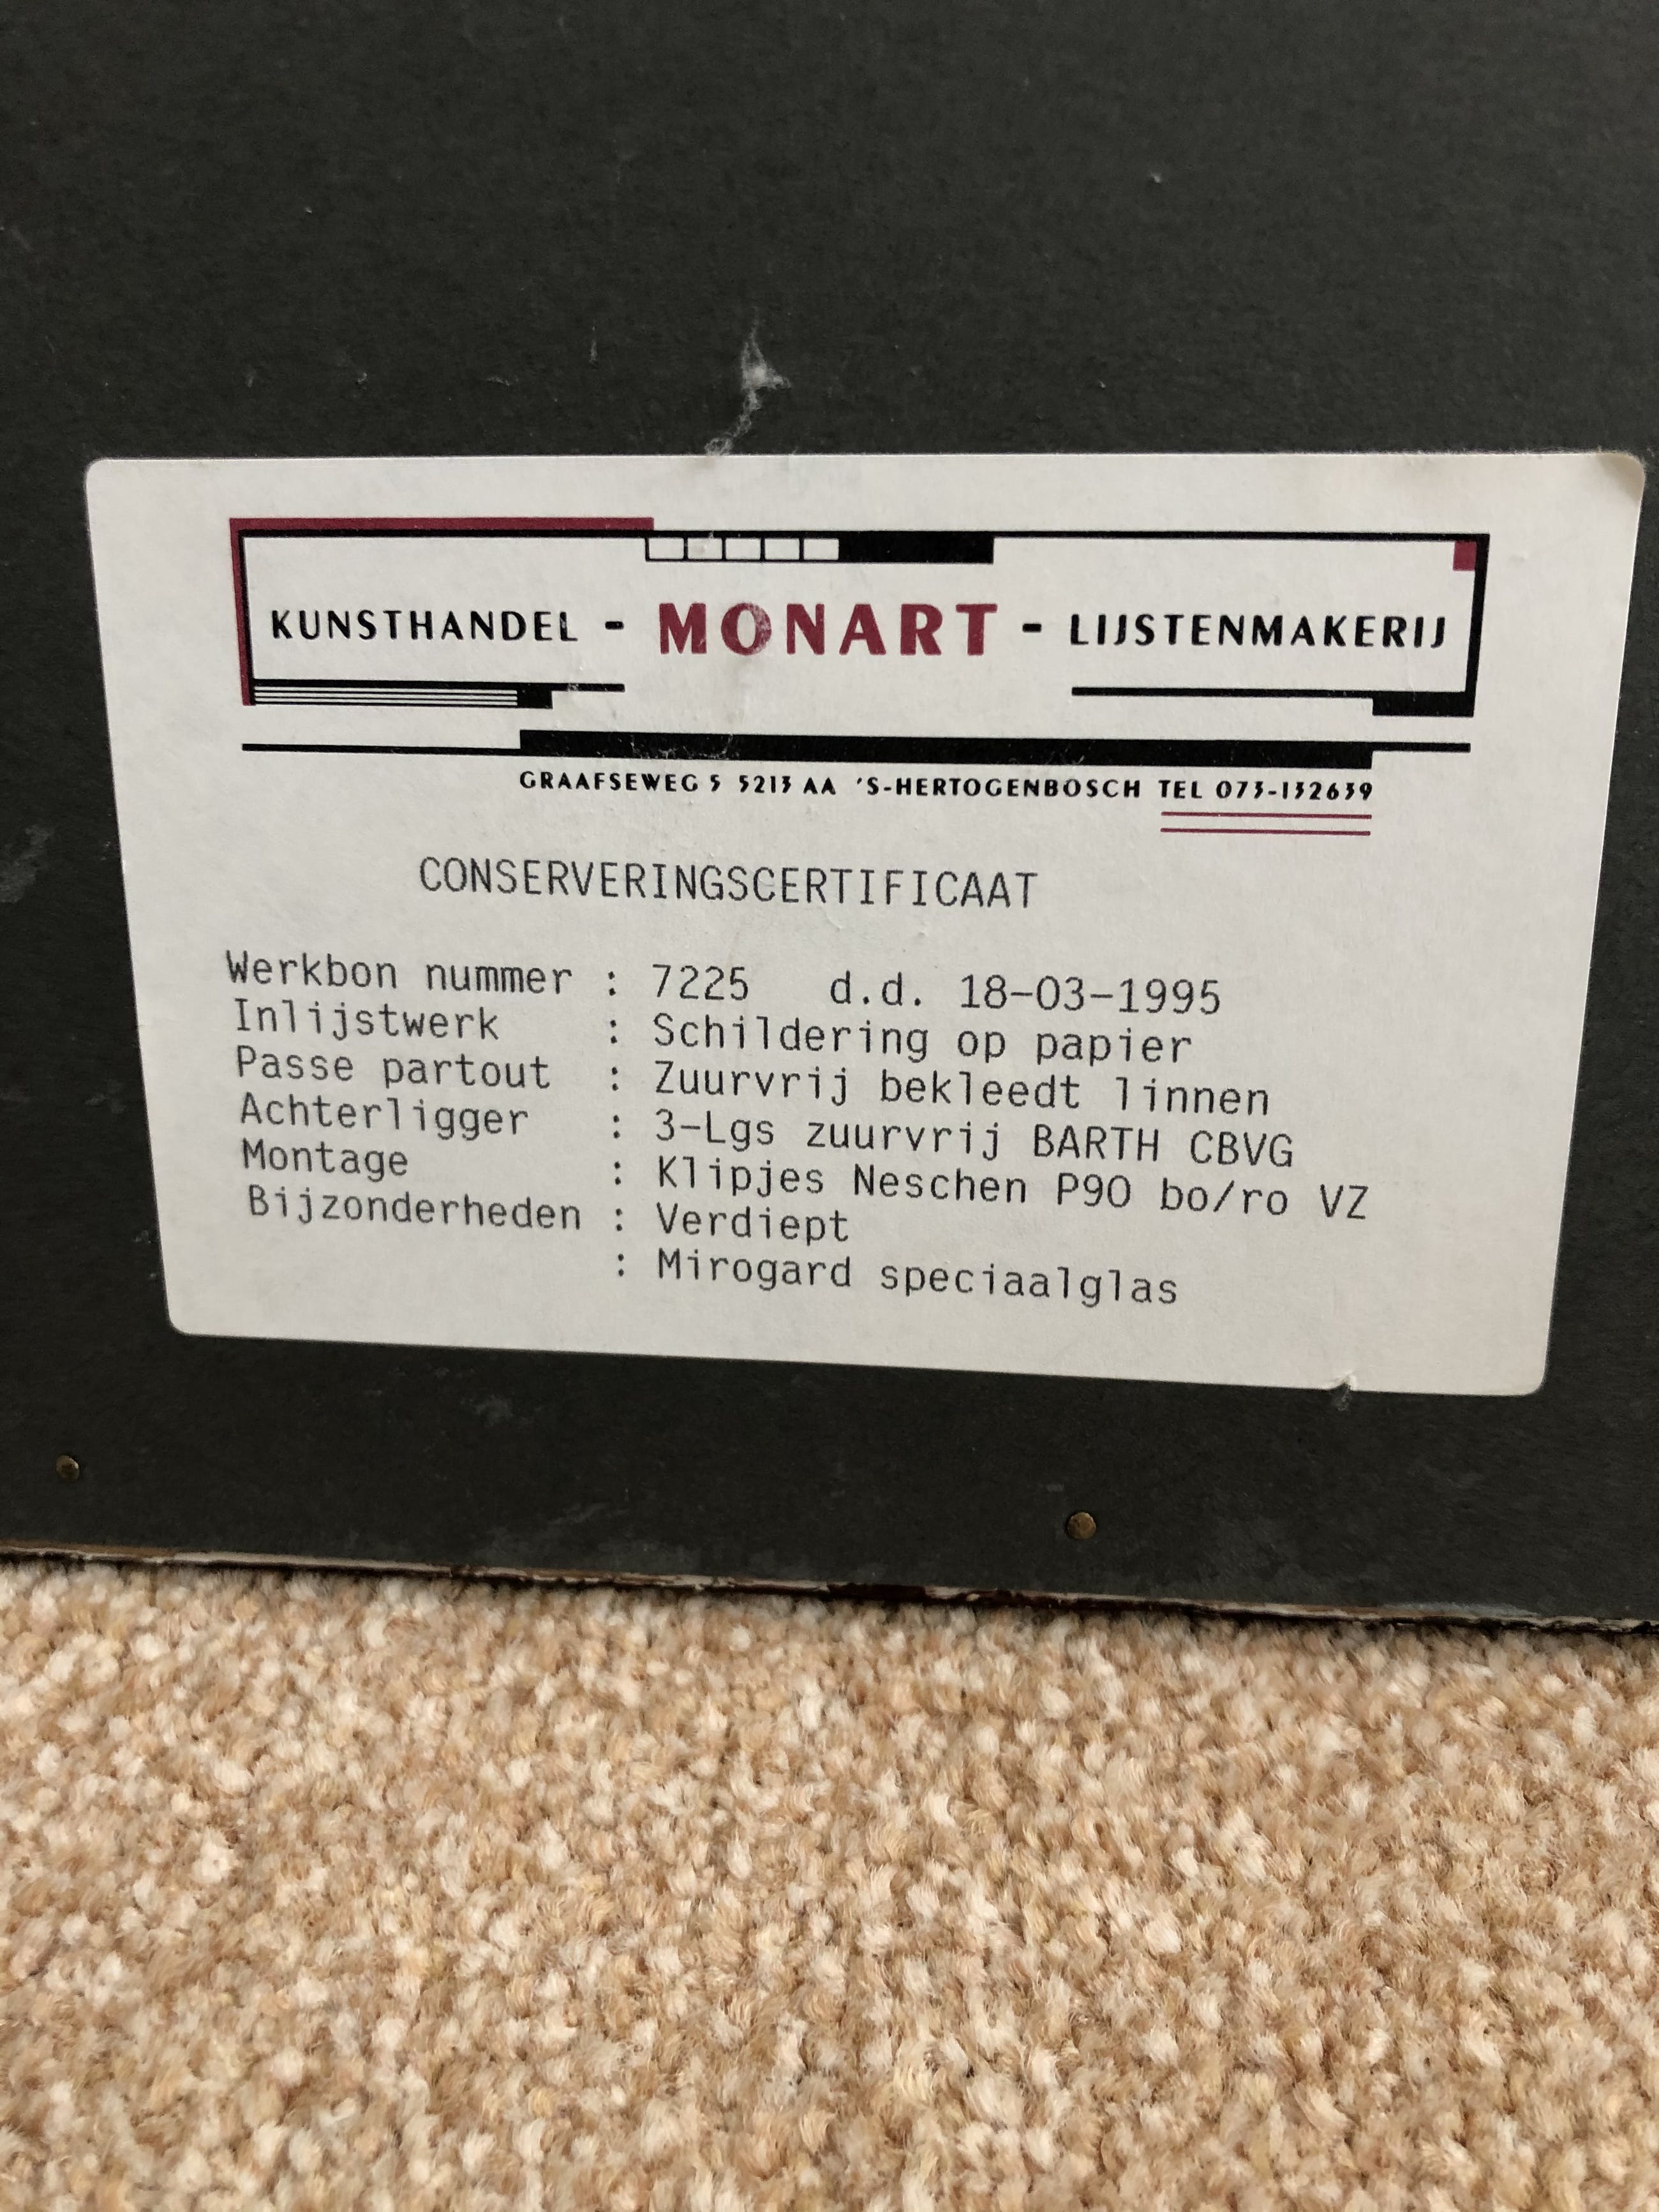 KUNSTHANDEL - MONART - LIJSTENMAKERIJ
GRAAFSEWEG 5 5213 AA 'S-HERTOGENBOSCH TEL 073-132639
CONSERVERINGSCERTIFICAAT
Werkbon nummer : 7225 d.d. 18-03-1995
Inlijstwerk : Schildering op papier
Passe partout : Zuurvrij bekleedt linnen
Achterligger : 3-Lgs zuurvrij BARTH CBVG
Montage : Klipjes Neschen P90 bo/ro VZ
Bijzonderheden : Verdiept
: Mirogard speciaalglas